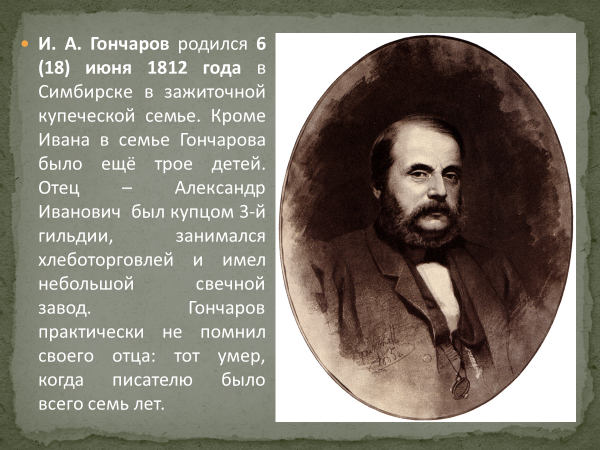 И. А. Гончаров родился 6
(18) июня 1812 года в
Симбирске в зажиточной
купеческой семье. Кроме
Ивана в семье Гончарова
было ещё трое детей.
Отец – Александр
Иванович был купцом 3-й
гильдии, занимался
хлеботорговлей и имел
небольшой свечной
завод. Гончаров
практически не помнил
своего отца: тот умер,
когда писателю было
всего семь лет.